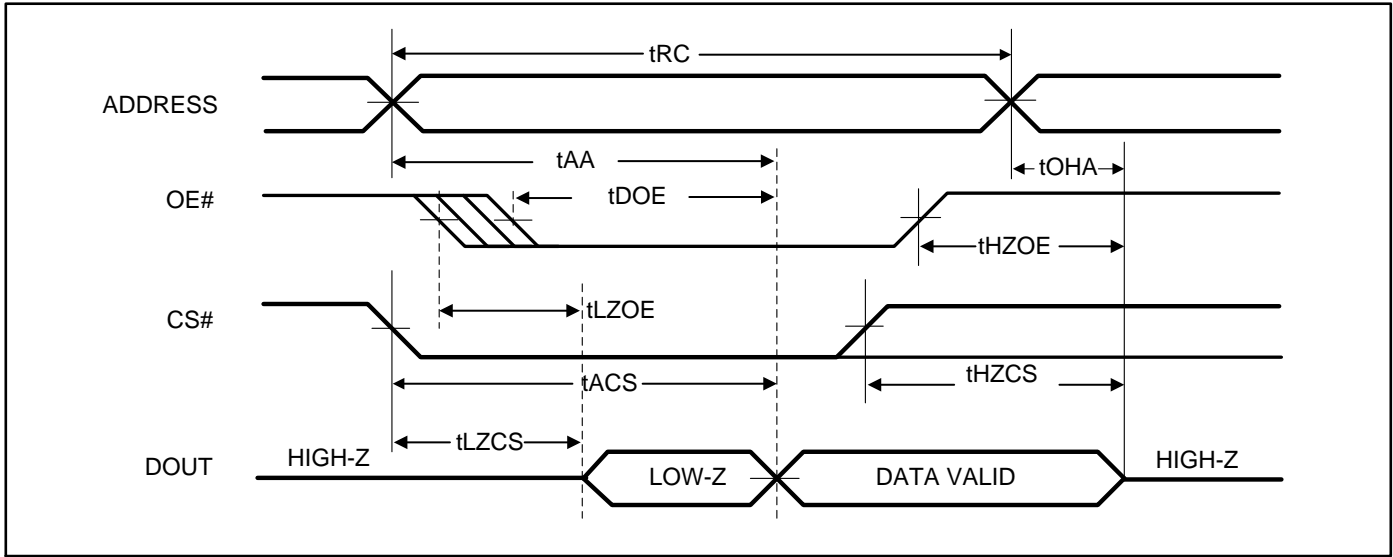 tRC
ADDRESS
tAA
tOHA
OE#
tDOE
tHZOE
tLZOE
CS#
tACS
tHZCS
tLZCS
DOUT
HIGH-Z
LOW-Z
DATA VALID
HIGH-Z